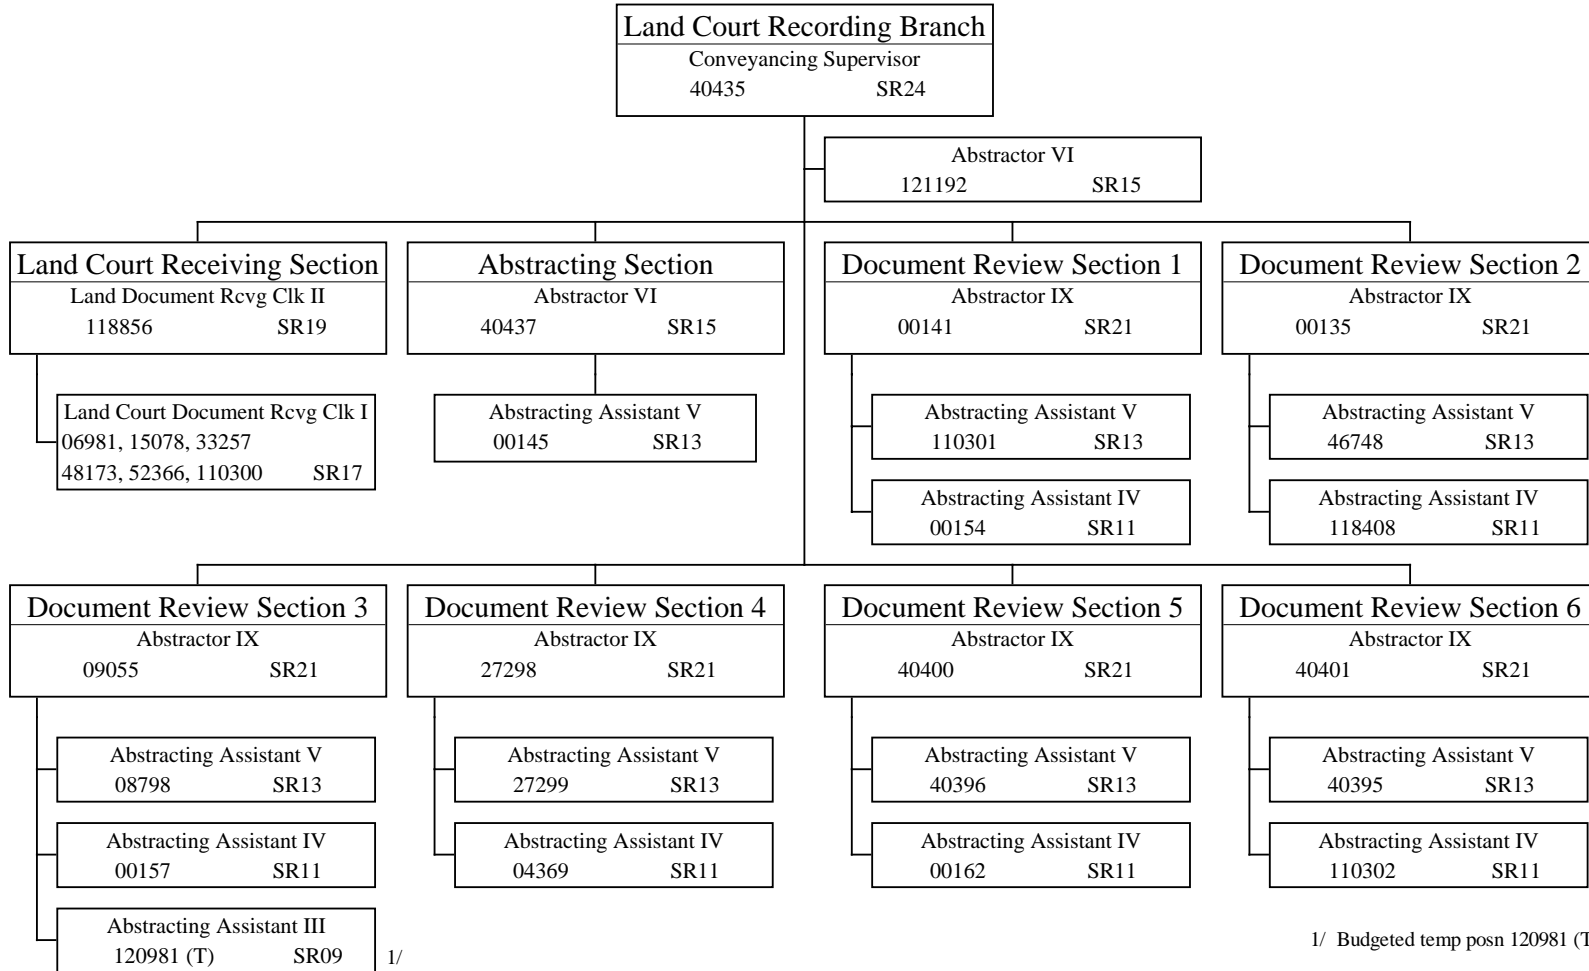 Land Court Recording Branch
Conveyancing Supervisor
40435 SR24
Abstractor VI
121192 SR15
Land Court Receiving Section
Land Document Rcvg Clk II
118856 SR19
Land Court Document Rcvg Clk I
06981, 15078, 33257
48173, 52366, 110300 SR17
Abstracting Section
Abstractor VI
40437 SR15
Abstracting Assistant V
00145 SR13
Document Review Section 1
Abstractor IX
00141 SR21
Abstracting Assistant V
110301 SR13
Abstracting Assistant IV
00154 SR11
Document Review Section 2
Abstractor IX
00135 SR21
Abstracting Assistant V
46748 SR13
Abstracting Assistant IV
118408 SR11
Document Review Section 3
Abstractor IX
09055 SR21
Abstracting Assistant V
08798 SR13
Abstracting Assistant IV
00157 SR11
Abstracting Assistant III
120981 (T) SR09 1/
Document Review Section 4
Abstractor IX
27298 SR21
Abstracting Assistant V
27299 SR13
Abstracting Assistant IV
04369 SR11
Document Review Section 5
Abstractor IX
40400 SR21
Abstracting Assistant V
40396 SR13
Abstracting Assistant IV
00162 SR11
Document Review Section 6
Abstractor IX
40401 SR21
Abstracting Assistant V
40395 SR13
Abstracting Assistant IV
110302 SR11
1/ Budgeted temp posn 120981 (T